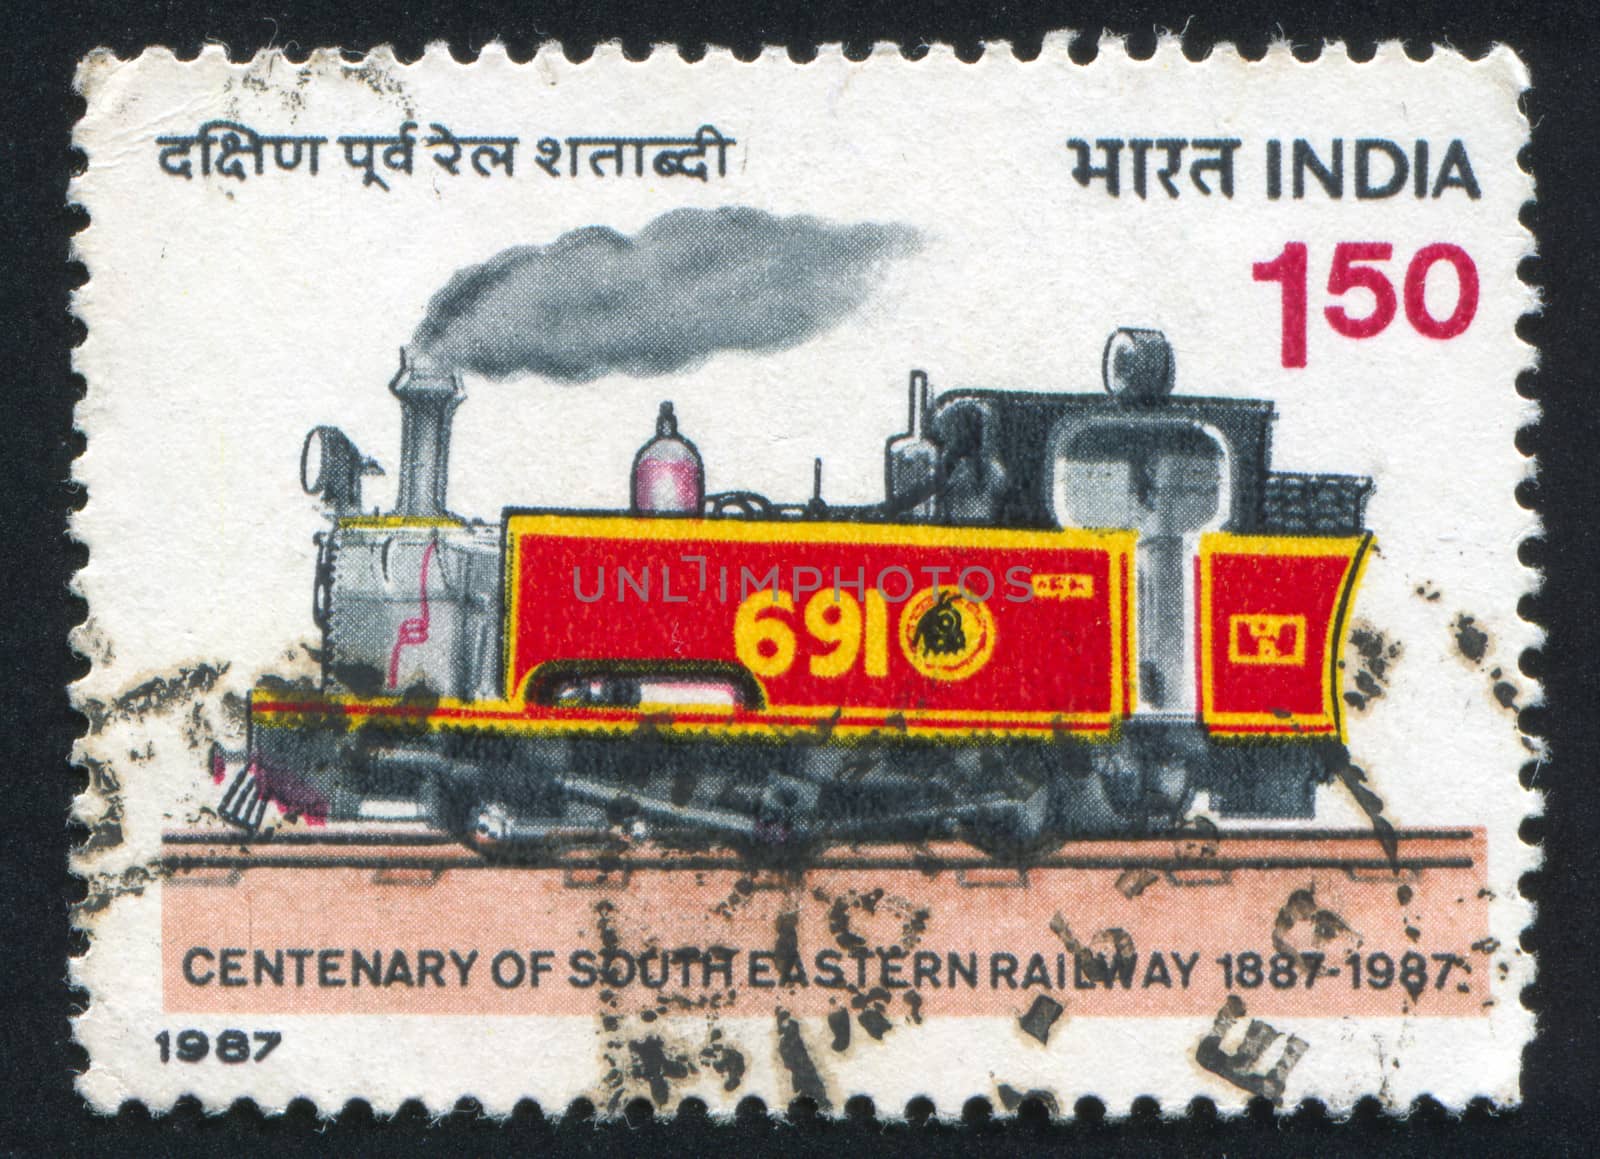 दक्षिण पूर्व रेल शताब्दी
भारत INDIA
150
691
UNLIMPHOTOS
CENTENARY OF SOUTH EASTERN RAILWAY 1887-1987
1987